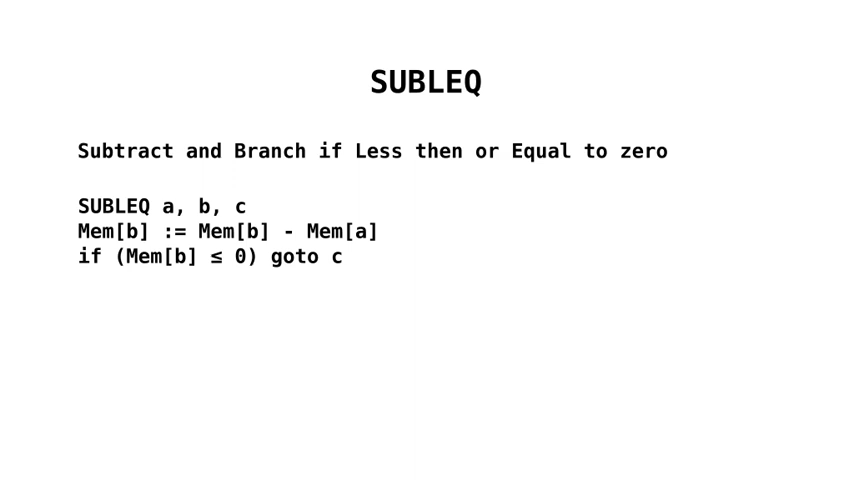 SUBLEQ
Subtract and Branch if Less then or Equal to zero
SUBLEQ a, b, c
Mem[b] := Mem[b] - Mem[a]
if (Mem[b] ≤ 0) goto c